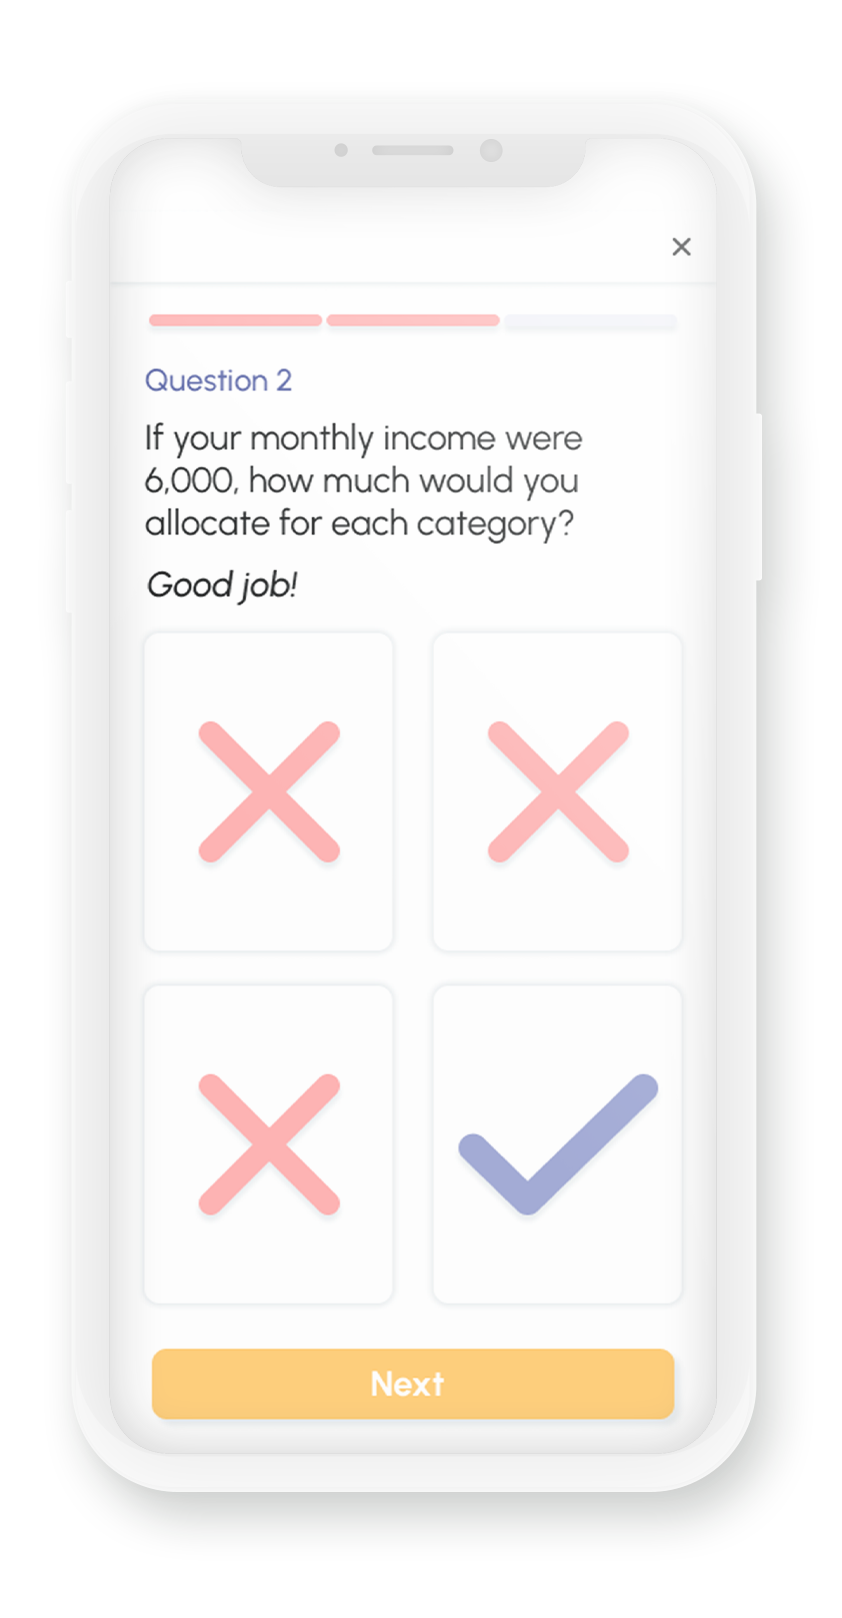 Question 2
If your monthly income were
6,000, how much would you
allocate for each category?
Good job!
Next